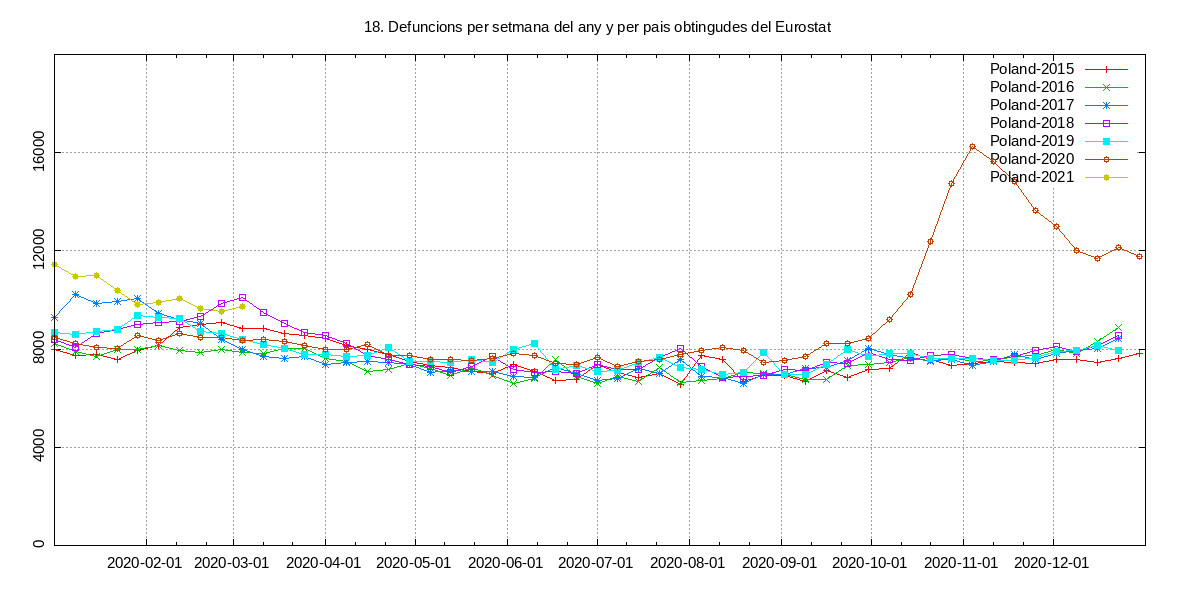 18. Defuncions per setmana del any y per pais obtingudes del Eurostat
Poland-2015
Poland-2016
Poland-2017
Poland-2018
Poland-2019
Poland-2020
Poland-2021
16000
12000
8000
4000
0
2020-02-01
2020-03-01
2020-04-01
2020-05-01
2020-06-01
2020-07-01
2020-08-01
2020-09-01
2020-10-01
2020-11-01
2020-12-01